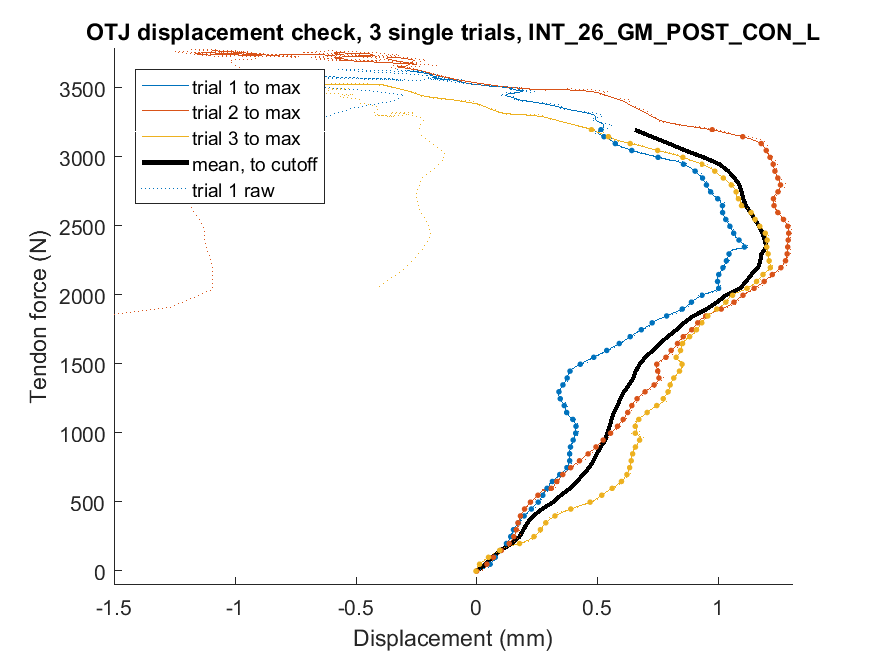 OTJ displacement check, 3 single trials, INT_26_GM_POST_CON_L
trial 1 to max
trial 2 to max
trial 3 to max
mean, to cutoff
trial 1 raw
Tendon force (N)
3500
3000
2500
2000
1500
1000
500
0
-1.5 -1 -0.5 0 0.5 1
Displacement (mm)